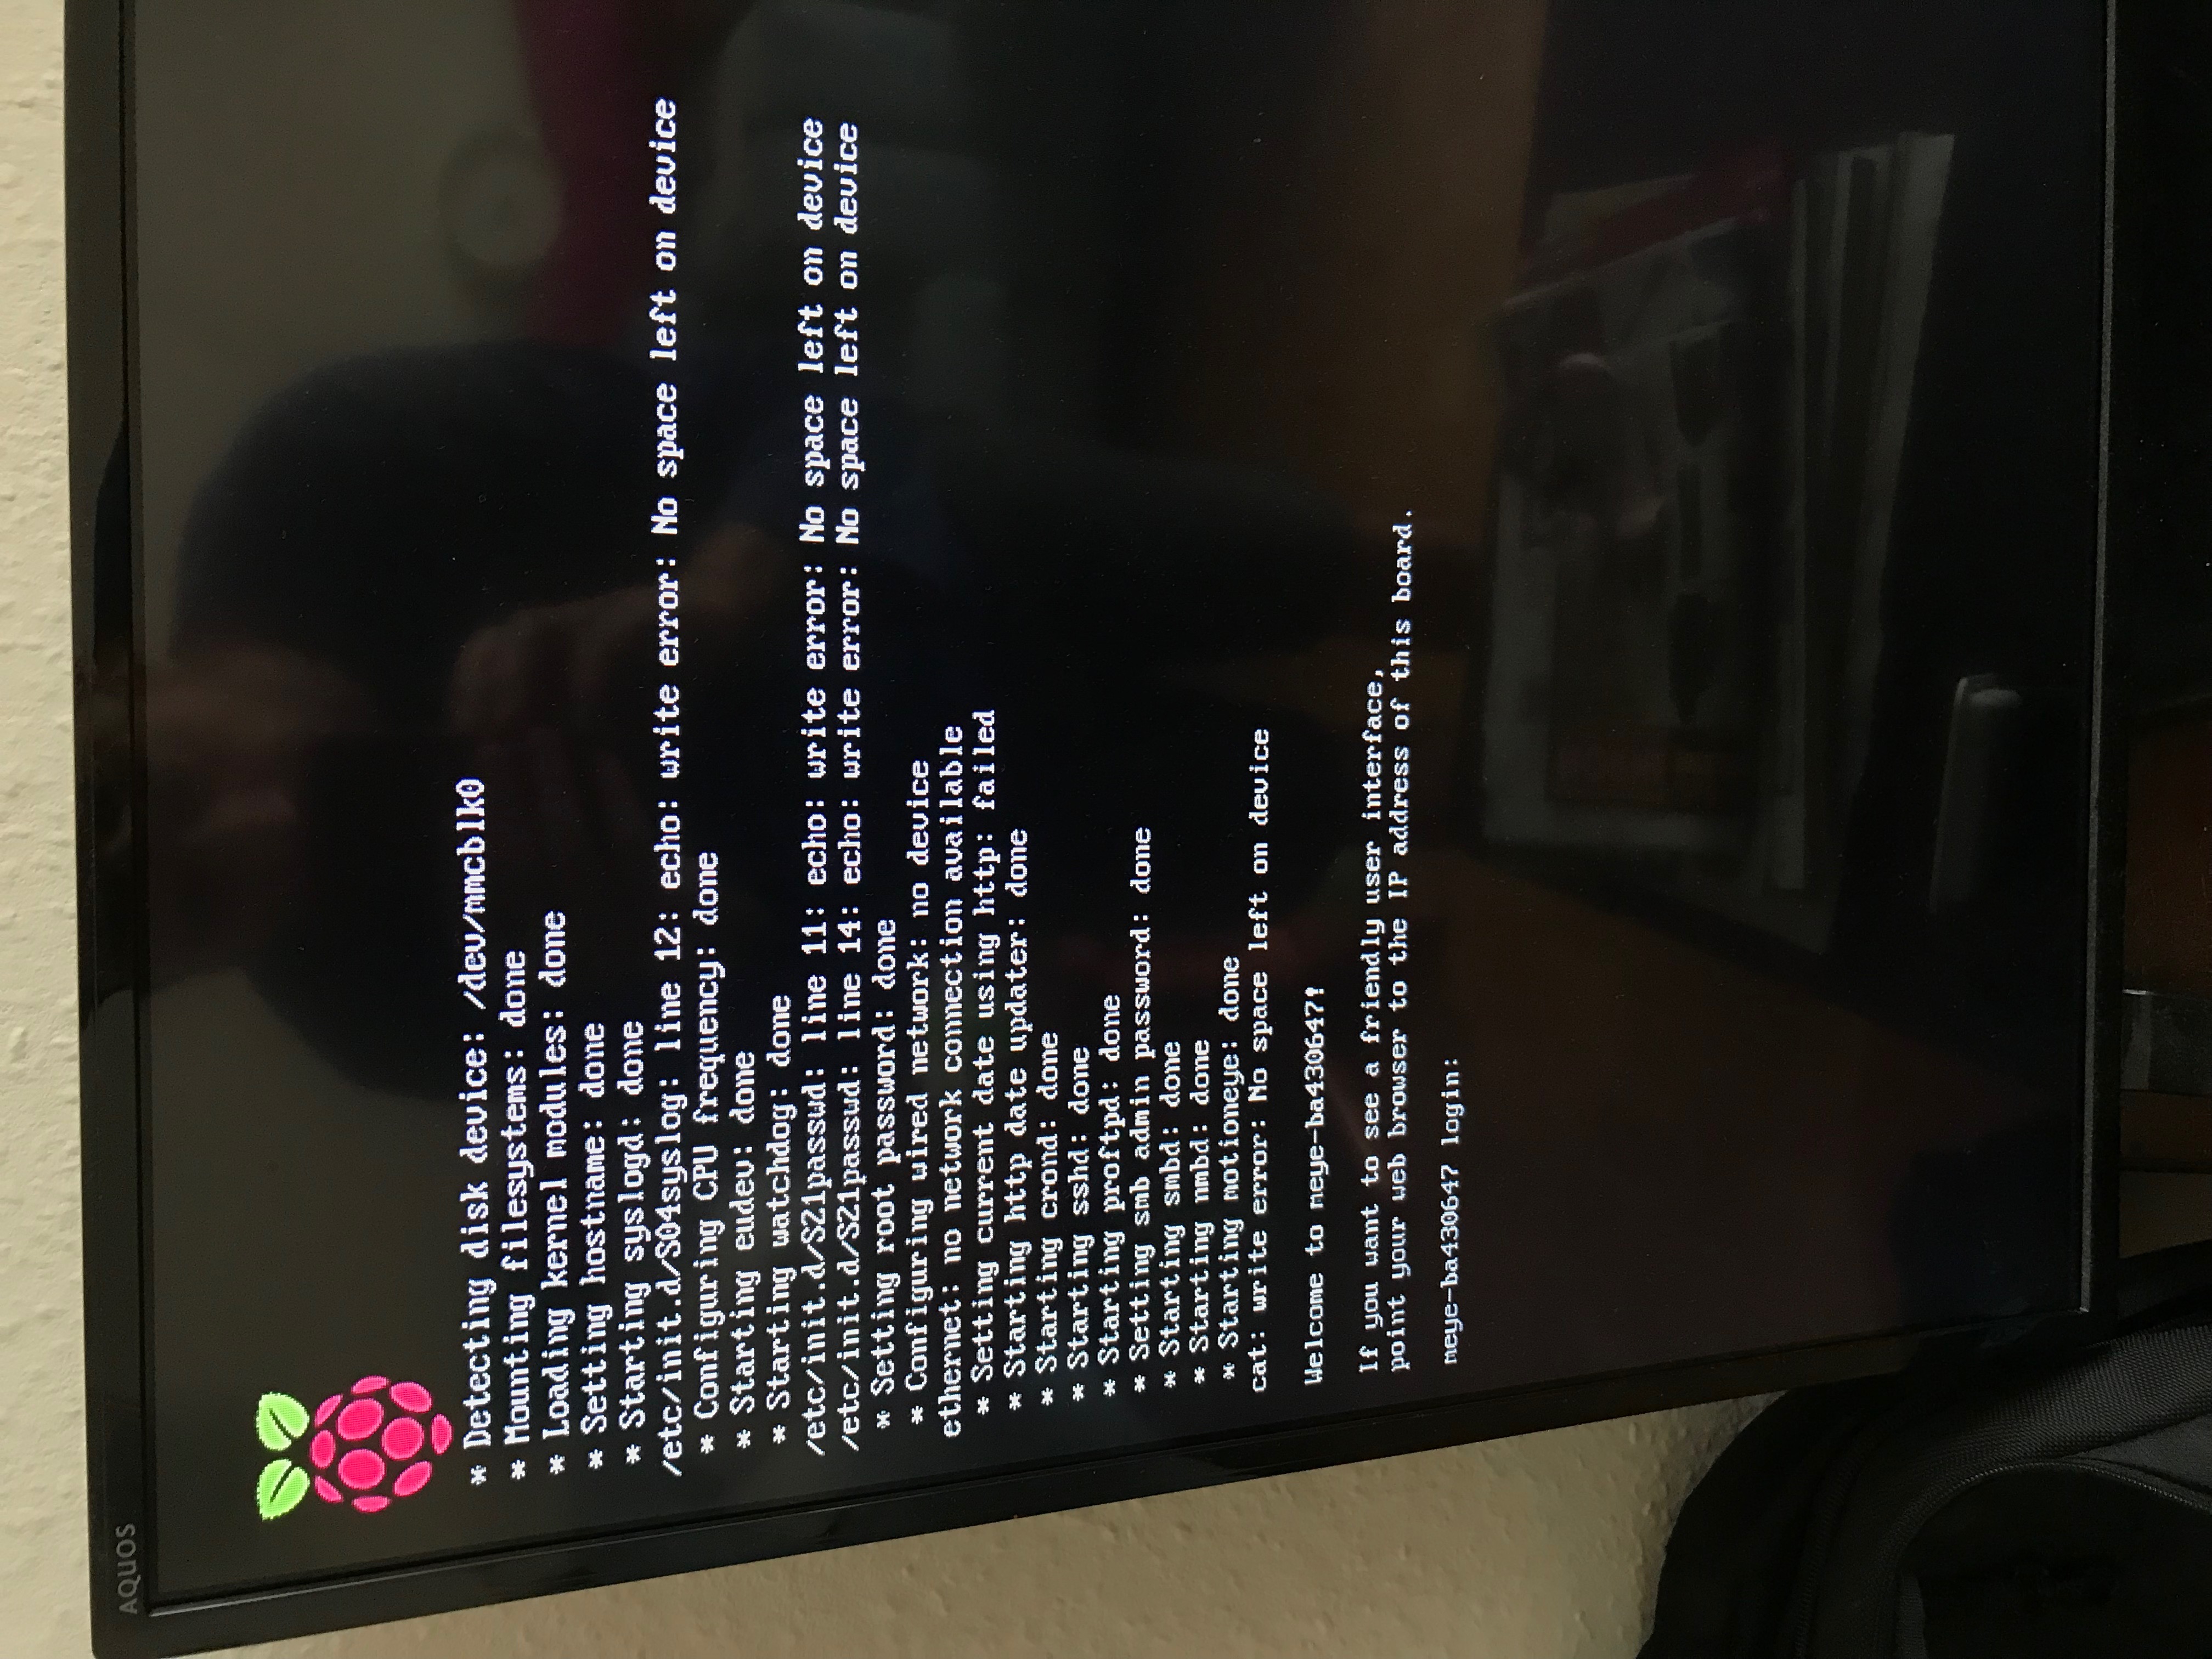 AQUOS
* Detecting disk device: /dev/mmcblk0
* Mounting filesystems: done
* Loading kernel modules: done
* Setting hostname: done
* Starting syslogd: done
/etc/init.d/S04syslog: line 12: echo: write error: No space left on device
* Configuring CPU frequency: done
* Starting eudev: done
* Starting watchdog: done
/etc/init.d/S21passwd: line 11: echo: write error: No space left on device
/etc/init.d/S21passwd: line 14: echo: write error: No space left on device
* Setting root password: done
* Configuring wired network: no device
ethernet: no network connection available
* Setting current date using http: failed
* Starting http date updater: done
* Starting crond: done
* Starting sshd: done
* Starting proftpd: done
* Setting smb admin password: done
* Starting smbd: done
* Starting nmbd: done
* Starting motioneye: done
cat: write error: No space left on device
Welcome to meye-ba430647!
If you want to see a friendly user interface,
point your web browser to the IP address of this board.
meye-ba430647 login: